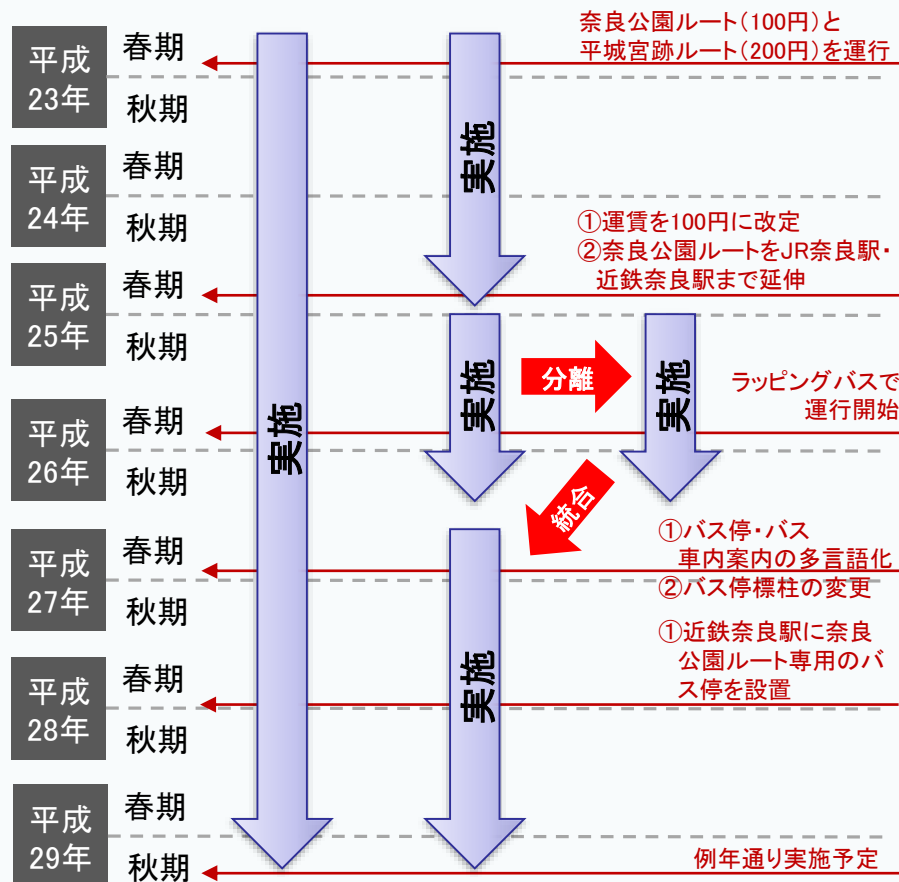 平成
23年
春期
秋期
奈良公園ルート(100円)と
平城宮跡ルート(200円)を運行
平成
24年
春期
秋期
実施
①運賃を100円に改定
②奈良公園ルートをJR奈良駅・
近鉄奈良駅まで延伸
平成
25年
春期
秋期
実施
分離
実施
ラッピングバスで
運行開始
平成
26年
春期
秋期
実施
統合
平成
27年
春期
秋期
①バス停・バス
車内案内の多言語化
②バス停標柱の変更
①近鉄奈良駅に奈良
公園ルート専用のバ
ス停を設置
平成
28年
春期
秋期
実施
平成
29年
春期
秋期
例年通り実施予定